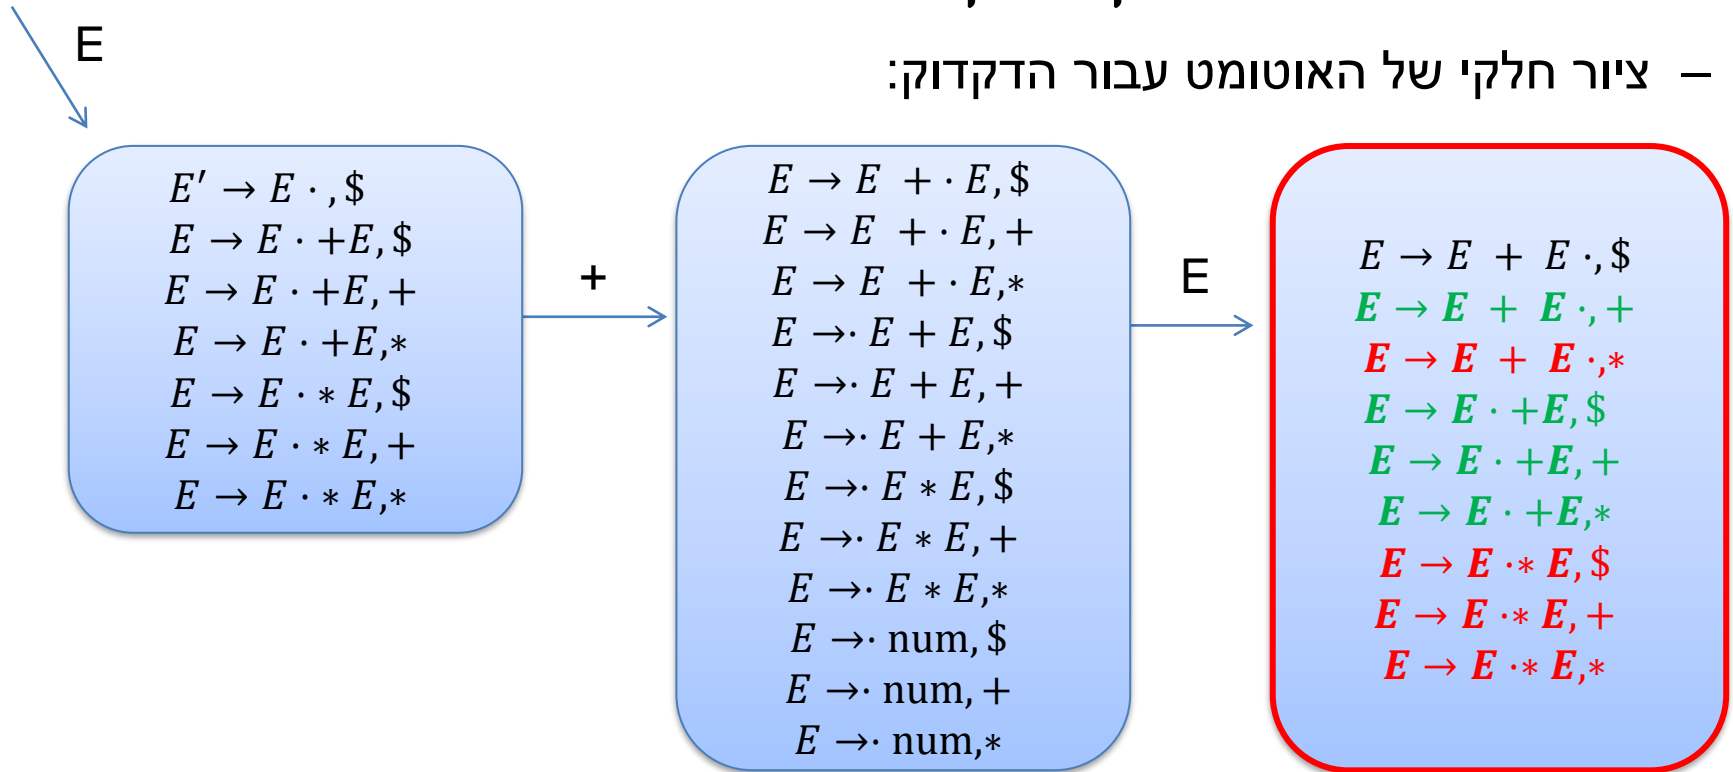 – ציור חלקי של האוטומט עבור הדקדוק:
E
E′ → E ·, $
E → E · +E, $
E → E · +E, +
E → E · +E,*
E → E · * E, $
E → E · * E, +
E → E · * E,*
+
E → E + · E, $
E → E + · E, +
E → E + · E,*
E →· E + E, $
E →· E + E, +
E →· E + E,*
E →· E * E, $
E →· E * E, +
E →· E * E,*
E →· num, $
E →· num, +
E →· num,*
E
E → E + E ·, $
E → E + E ·, +
E → E + E ·,*
E → E · +E, $
E → E · +E, +
E → E · +E,*
E → E ·* E, $
E → E ·* E, +
E → E ·* E,*